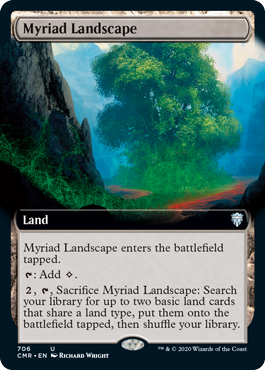 Myriad Landscape
Land
Myriad Landscape enters the battlefield
tapped.
: Add .
2, , Sacrifice Myriad Landscape: Search
your library for up to two basic land cards
that share a land type, put them onto the
battlefield tapped, then shuffle your library.
706 U
CMR • EN Richard Wright
™ & © 2020 Wizards of the Coast